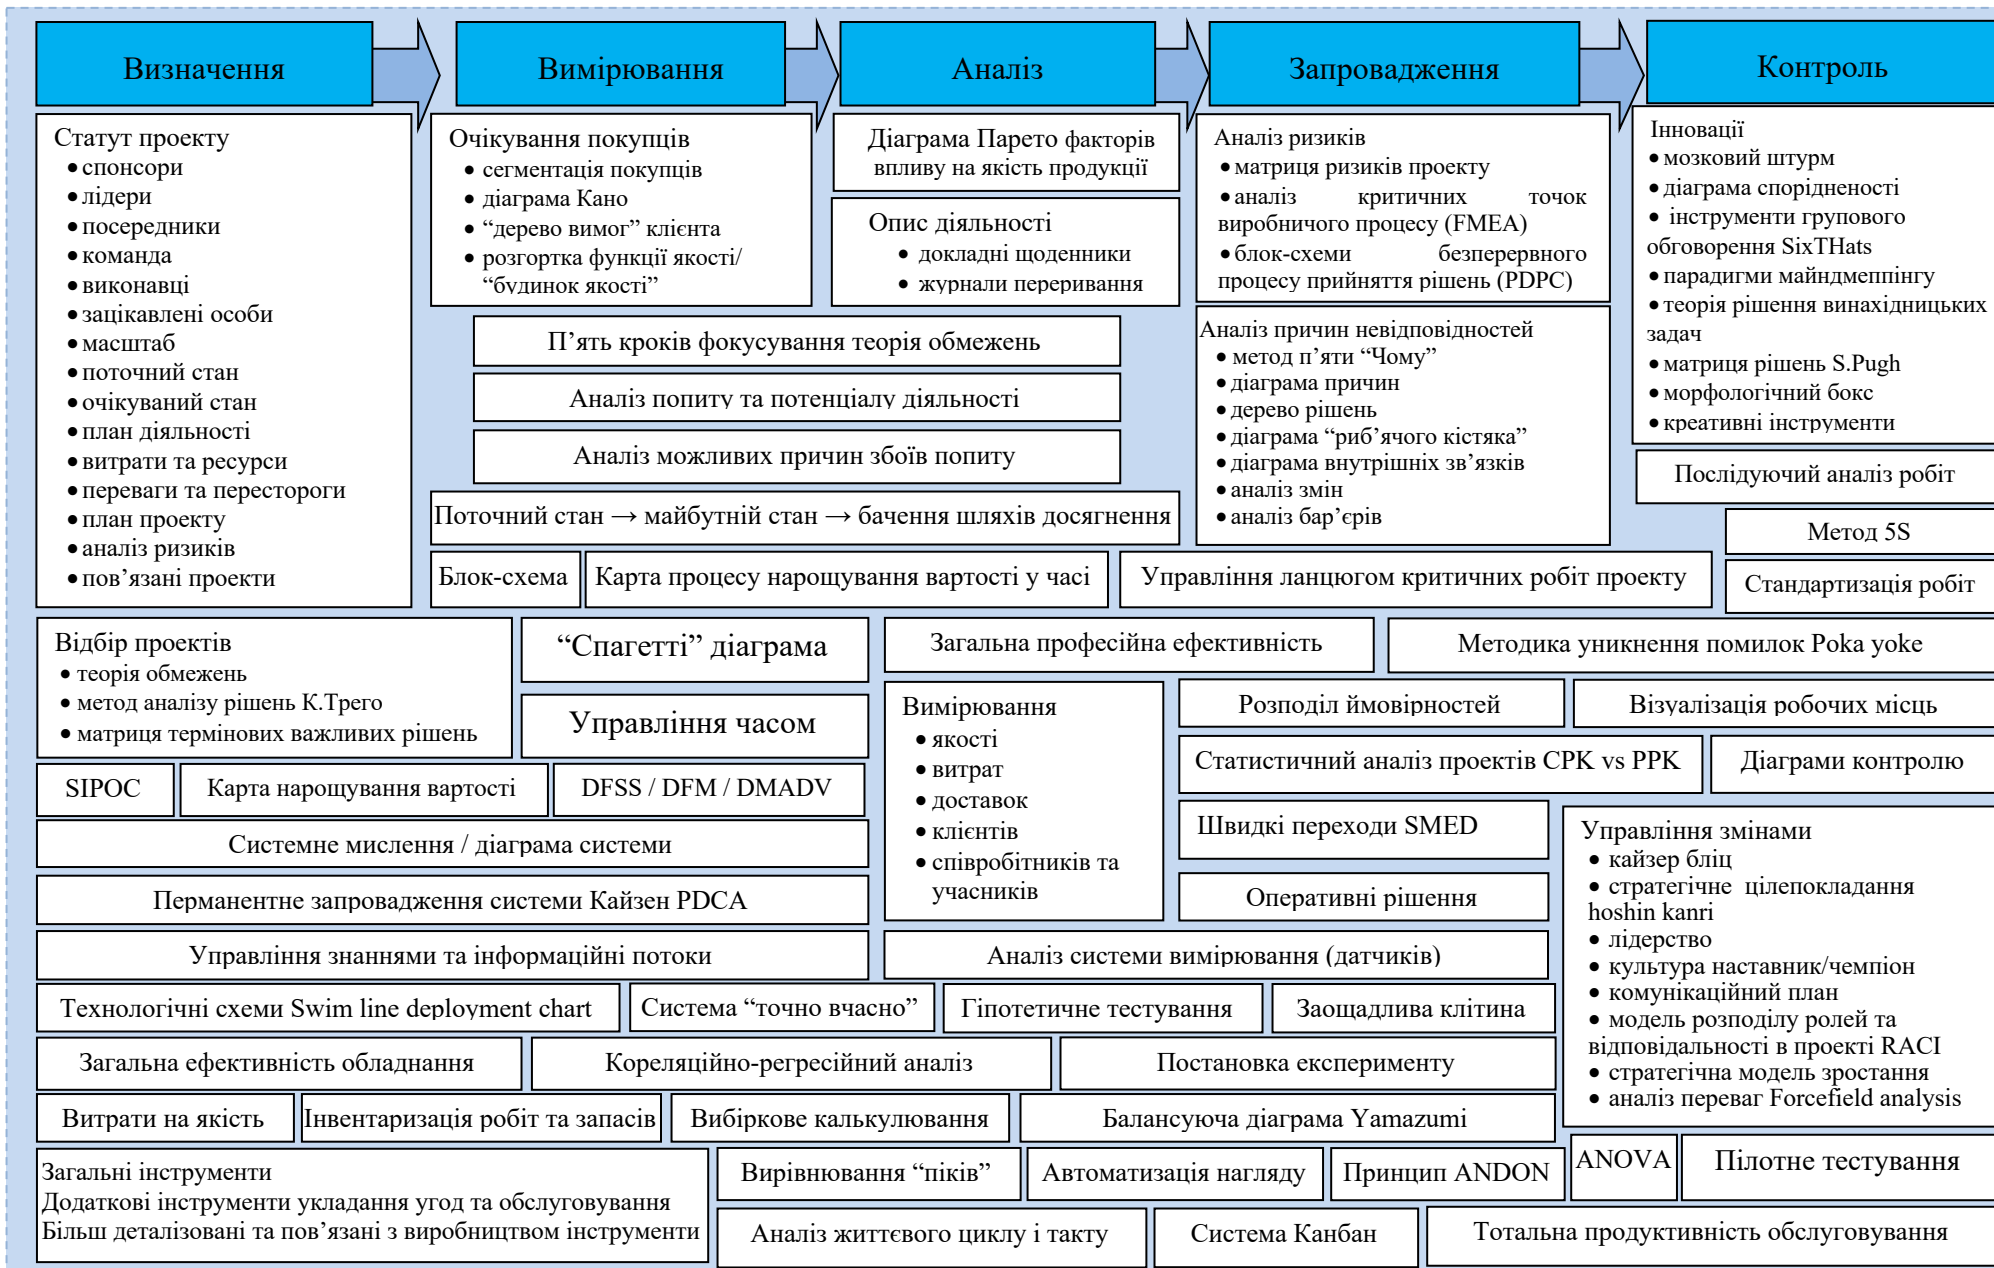 Визначення
Вимірювання
Аналіз
Запровадження
Контроль
Статут проекту
• спонсори
• лідери
• посередники
• команда
• виконавці
• зацікавлені особи
• масштаб
• поточний стан
• очікуваний стан
• план діяльності
• витрати та ресурси
• переваги та перестороги
• план проекту
• аналіз ризиків
• пов’язані проекти
Очікування покупців
• сегментація покупців
• діаграма Кано
• “дерево вимог” клієнта
• розгортка функції якості/
“будинок якості”
Діаграма Парето факторів
впливу на якість продукції
Опис діяльності
• докладні щоденники
• журнали переривання
Аналіз ризиків
• матриця ризиків проекту
• аналіз критичних точок
виробничого процесу (FMEA)
• блок-схеми безперервного
процесу прийняття рішень (PDPC)
Інновації
• мозковий штурм
• діаграма спорідненості
• інструменти групового
обговорення SixTHats
• парадигми майндмеппінгу
• теорія рішення винахідницьких
задач
• матриця рішень S.Pugh
• морфологічний бокс
• креативні інструменти
П’ять кроків фокусування теорія обмежень
Аналіз попиту та потенціалу діяльності
Аналіз можливих причин збоїв попиту
Поточний стан → майбутній стан → бачення шляхів досягнення
Аналіз причин невідповідностей
• метод п’яти “Чому”
• діаграма причин
• дерево рішень
• діаграма “риб’ячого кістяка”
• діаграма внутрішніх зв’язків
• аналіз змін
• аналіз бар’єрів
Послідуючий аналіз робіт
Метод 5S
Блок-схема
Карта процесу нарощування вартості у часі
Управління ланцюгом критичних робіт проекту
Стандартизація робіт
Відбір проектів
• теорія обмежень
• метод аналізу рішень К.Трего
• матриця термінових важливих рішень
“Спагетті” діаграма
Управління часом
Загальна професійна ефективність
Методика уникнення помилок Poka yoke
Вимірювання
• якості
• витрат
• доставок
• клієнтів
• співробітників та
учасників
Розподіл ймовірностей
Візуалізація робочих місць
Статистичний аналіз проектів CPK vs PPK
Діаграми контролю
SIPOC
Карта нарощування вартості
DFSS / DFM / DMADV
Швидкі переходи SMED
Оперативні рішення
Системне мислення / діаграма системи
Перманентне запровадження системи Кайзен PDCA
Управління знаннями та інформаційні потоки
Аналіз системи вимірювання (датчиків)
Управління змінами
• кайзер бліц
• стратегічне цілепокладання
hoshin kanri
• лідерство
• культура наставник/чемпіон
• комунікаційний план
• модель розподілу ролей та
відповідальності в проекті RACI
• стратегічна модель зростання
• аналіз переваг Forcefield analysis
Технологічні схеми Swim line deployment chart
Система “точно вчасно”
Гіпотетичне тестування
Заощадлива клітина
Загальна ефективність обладнання
Кореляційно-регресійний аналіз
Постановка експерименту
Витрати на якість
Інвентаризація робіт та запасів
Вибіркове калькулювання
Балансуюча діаграма Yamazumi
Загальні інструменти
Додаткові інструменти укладання угод та обслуговування
Більш деталізовані та пов’язані з виробництвом інструменти
Вирівнювання “піків”
Автоматизація нагляду
Принцип ANDON
ANOVA
Пілотне тестування
Аналіз життєвого циклу і такту
Система Канбан
Тотальна продуктивність обслуговування